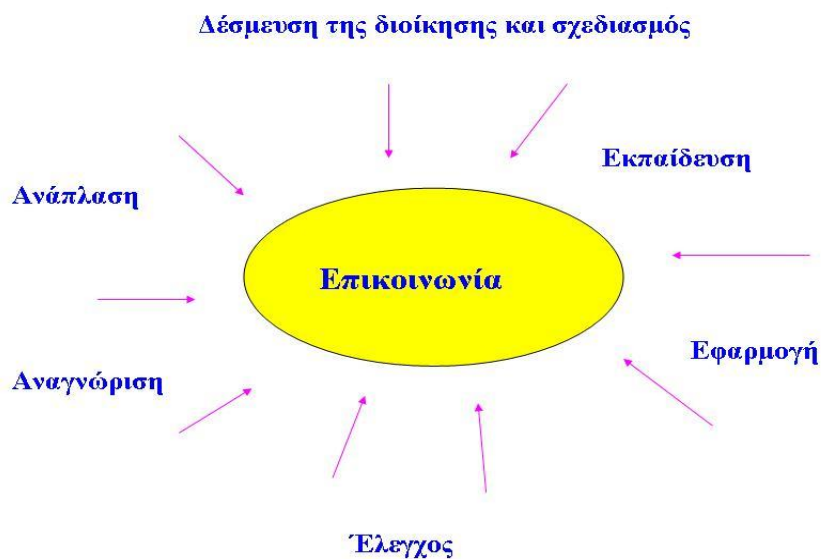 Δέσμευση της διοίκησης και σχεδιασμός
Εκπαίδευση
Ανάπλαση
Επικοινωνία
Εφαρμογή
Αναγνώριση
Έλεγχος